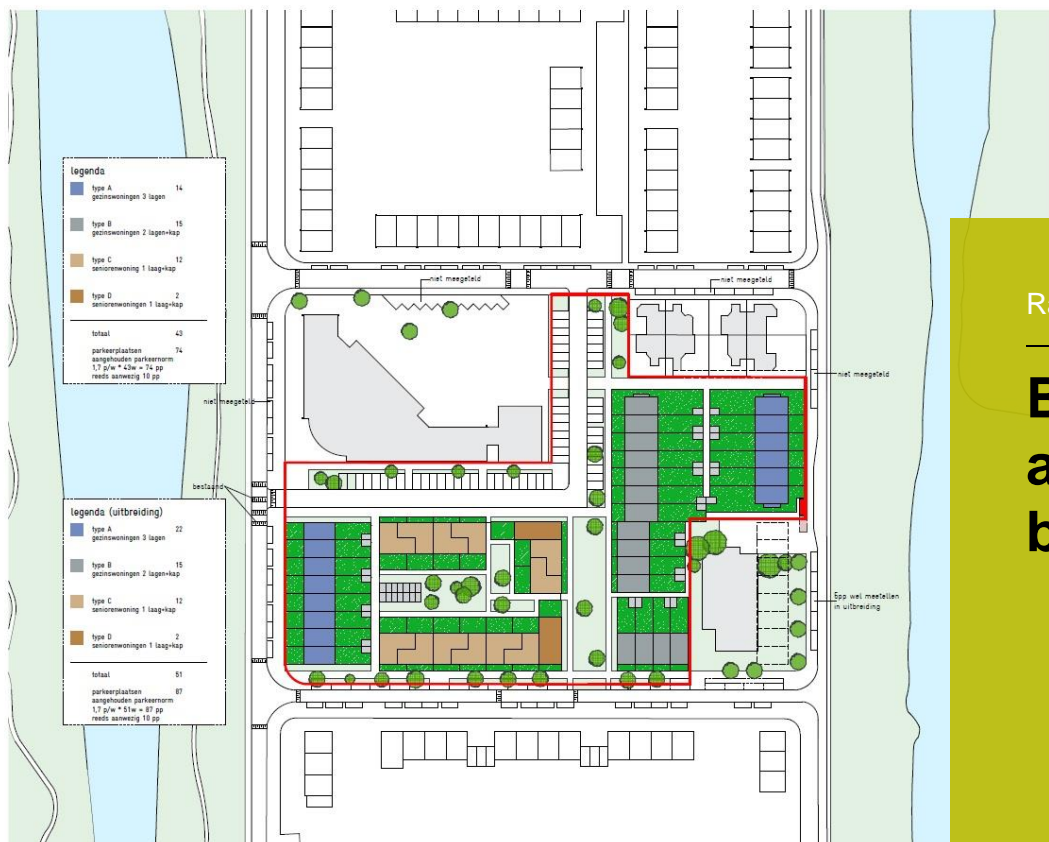 legenda
type A 14
gezinswoningen 3 lagen
type B 15
gezinswoningen 2 lagen+kap
type C 12
seniorenwoning 1 laag+kap
type D 2
seniorenwoningen 1 laag+kap
totaal 43
parkeerplaatsen 74
aangehouden parkeernorm
1,7 p/w * 43w = 74 pp
reeds aanwezig 10 pp
niet meegeteld
niet meegeteld
niet meegeteld
niet meegeteld
bestaand
legenda (uitbreiding)
type A 22
gezinswoningen 3 lagen
type B 15
gezinswoningen 2 lagen+kap
type C 12
seniorenwoning 1 laag+kap
type D 2
seniorenwoningen 1 laag+kap
totaal 51
parkeerplaatsen 87
aangehouden parkeernorm
1,7 p/w * 51w = 87 pp
reeds aanwezig 10 pp
5pp wel meetellen
in uitbreiding